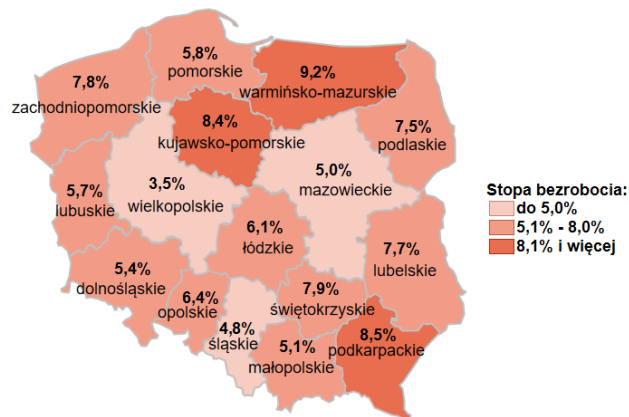 5,8%
pomorskie
9,2%
warmińsko-mazurskie
7,8%
zachodniopomorskie
8,4%
kujawsko-pomorskie
7,5%
podlaskie
5,0%
mazowieckie
3,5%
wielkopolskie
5,7%
lubuskie
6,1%
łódzkie
7,7%
lubelskie
5,4%
dolnośląskie
6,4%
opolskie
7,9%
świętokrzyskie
4,8%
śląskie
5,1%
małopolskie
8,5%
podkarpackie
Stopa bezrobocia:
do 5,0%
5,1% - 8,0%
8,1% i więcej